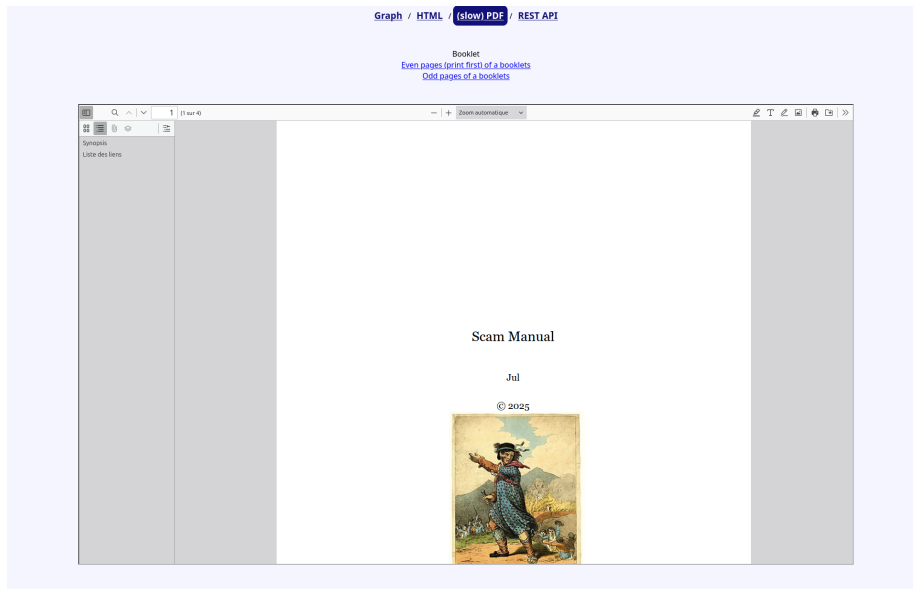 Graph / HTML / (slow) PDF / REST API
Booklet
Even pages (print first) of a booklets
Odd pages of a booklets
1 (1 sur 4) − + Zoom automatique
Synopsis
Liste des liens
Scam Manual
Jul
© 2025